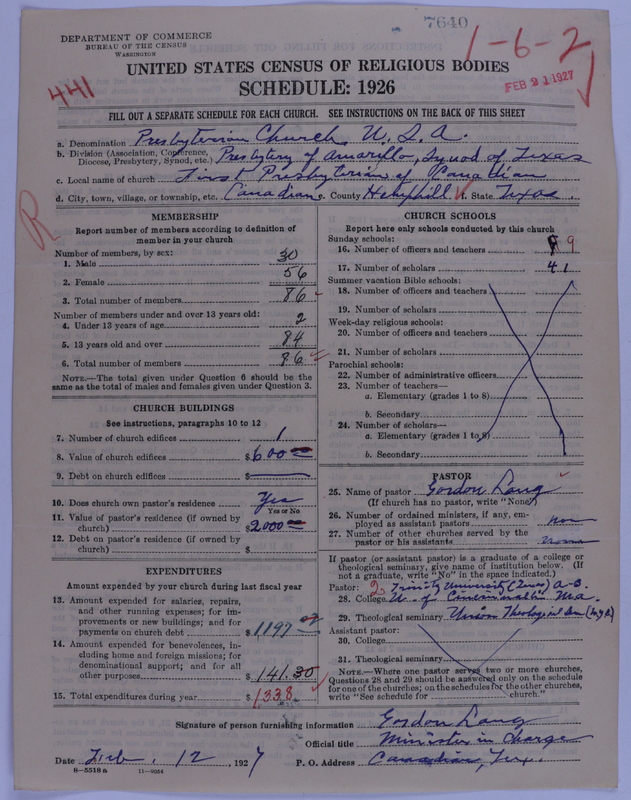 7640
DEPARTMENT OF COMMERCE
BUREAU OF THE CENSUS
WASHINGTON
1-6-2
FEB 21 1927
441
UNITED STATES CENSUS OF RELIGIOUS BODIES
SCHEDULE: 1926
FILL OUT A SEPARATE SCHEDULE FOR EACH CHURCH. SEE INSTRUCTIONS ON THE BACK OF THIS SHEET
a. Denomination Presbyterian Church, U. S. A.
b. Division (Association, Conference, Diocese, Presbytery, Synod, etc.) Presbytery of Amarillo, Synod of Texas
c. Local name of church First Presbyterian of Canadian
d. City, town, village, or township, etc. Canadian e. County Hemphill f. State Texas.
R
MEMBERSHIP
Report number of members according to definition of member in your church
Number of members, by sex:
1. Male 30
2. Female 56
3. Total number of members 86
Number of members under and over 13 years old:
4. Under 13 years of age 2
5. 13 years old and over 84
6. Total number of members 86
NOTE.—The total given under Question 6 should be the same as the total of males and females given under Question 3.
CHURCH BUILDINGS
See instructions, paragraphs 10 to 12
7. Number of church edifices 1
8. Value of church edifices $600
9. Debt on church edifices $
10. Does church own pastor's residence Yes
Yes or No
11. Value of pastor's residence (if owned by church) $2000
12. Debt on pastor's residence (if owned by church) $
EXPENDITURES
Amount expended by your church during last fiscal year
13. Amount expended for salaries, repairs, and other running expenses; for improvements or new buildings; and for payments on church debt $1197
14. Amount expended for benevolences, including home and foreign missions; for denominational support; and for all other purposes $141.30
15. Total expenditures during year $1338
CHURCH SCHOOLS
Report here only schools conducted by this church
Sunday schools:
16. Number of officers and teachers 9
17. Number of scholars 41
Summer vacation Bible schools:
18. Number of officers and teachers
19. Number of scholars
Week-day religious schools:
20. Number of officers and teachers
21. Number of scholars
Parochial schools:
22. Number of administrative officers
23. Number of teachers—
a. Elementary (grades 1 to 8)
b. Secondary
24. Number of scholars—
a. Elementary (grades 1 to 8)
b. Secondary
PASTOR
25. Name of pastor Gordon Lang
(If church has no pastor, write "None")
26. Number of ordained ministers, if any, employed as assistant pastors
27. Number of other churches served by the pastor or his assistants
If pastor (or assistant pastor) is a graduate of a college or theological seminary, give name of institution below. (If not a graduate, write "No" in the space indicated.)
Pastor: 2 Trinity University (Texas) A-B.
28. College U. of Cincinnati Ma.
29. Theological seminary Union Theological Sem (N.Y.)
Assistant pastor:
30. College
31. Theological seminary
NOTE.—Where one pastor served two or more churches, Questions 28 and 29 should be answered only on the schedule for one of the churches; on the schedules for the other churches, write "See schedule for church."
Signature of person furnishing information Gordon Lang
Official title Minister in Charge
Date Feb. 12, 1927 P. O. Address Canadian, Tex.
8-5518 a 11-9064